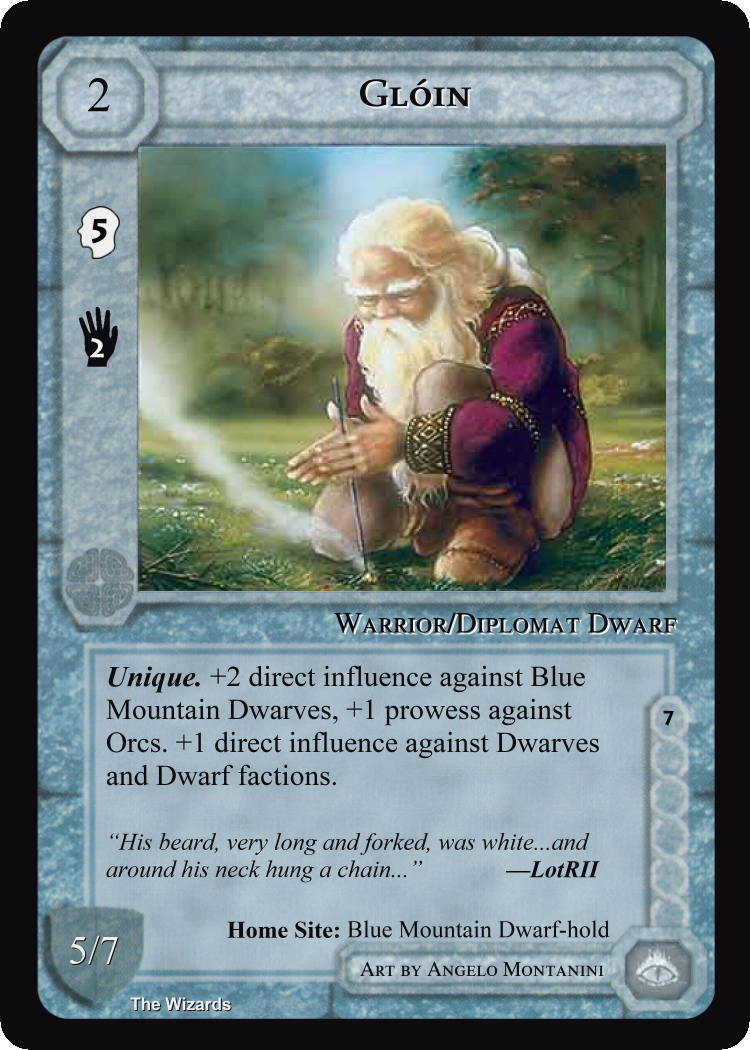 2
GLÓIN
5
2
WARRIOR/DIPLOMAT DWARF
Unique. +2 direct influence against Blue
Mountain Dwarves, +1 prowess against
Orcs. +1 direct influence against Dwarves
and Dwarf factions.
7
“His beard, very long and forked, was white...and
around his neck hung a chain...” —LotRII
Home Site: Blue Mountain Dwarf-hold
5/7
ART BY ANGELO MONTANINI
The Wizards